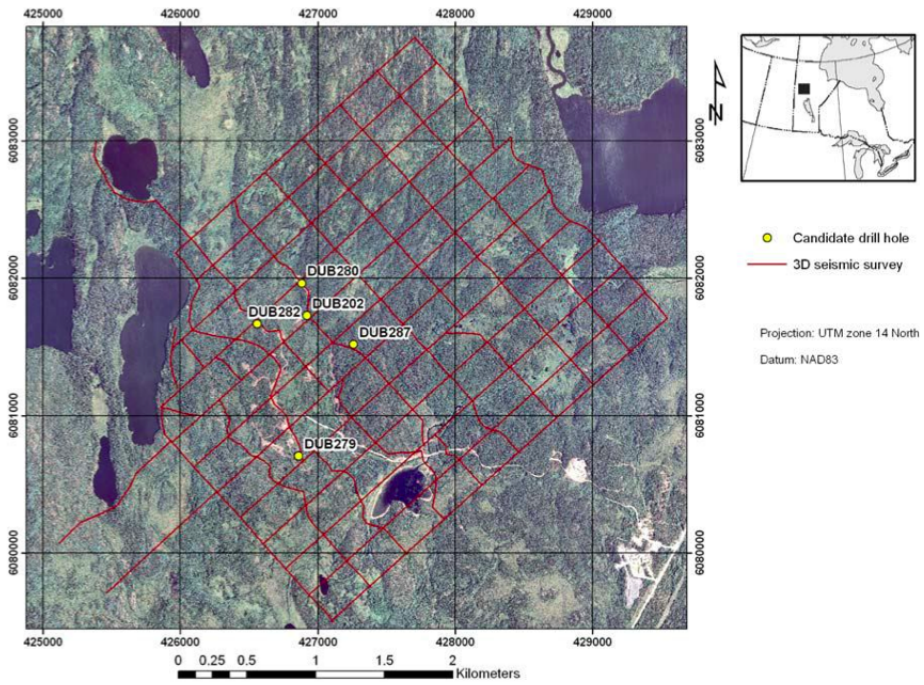 425000 426000 427000 428000 429000
6083000 6083000
6082000 6082000
6081000 6081000
6080000 6080000
N
DUB280
DUB202
DUB282
DUB287
DUB279
425000 426000 427000 428000 429000
0 0.25 0.5 1 1.5 2
Kilometers
Candidate drill hole
3D seismic survey
Projection: UTM zone 14 North
Datum: NAD83